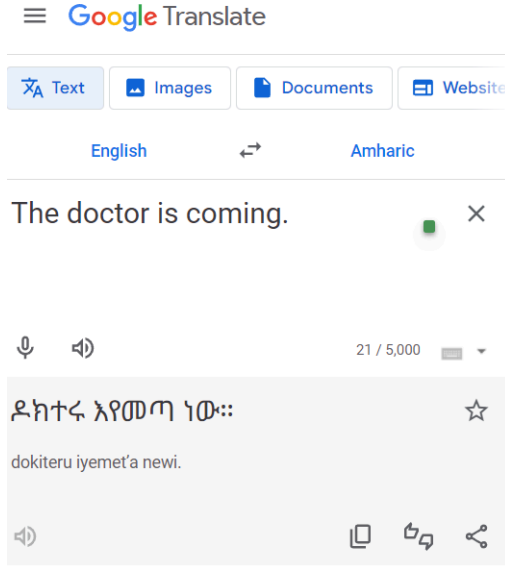 Google Translate
Text Images Documents Website
English Amharic
The doctor is coming.
21 / 5,000
ዶክተሩ እየመጣ ነው።
dokiteru iyemet’a newi.